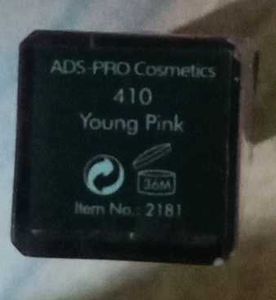 ADS-PRO Cosmetics
410
Young Pink
36M
Item No.: 2181